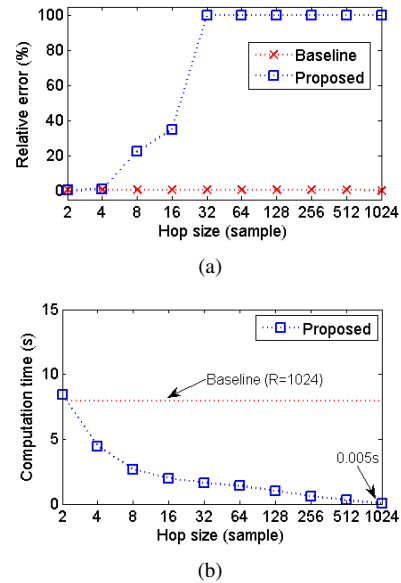 100
80
60
40
20
0
Relative error (%)
Baseline
Proposed
2 4 8 16 32 64 128 256 512 1024
Hop size (sample)
(a)
15
10
5
0
Computation time (s)
Proposed
Baseline (R=1024)
0.005s
2 4 8 16 32 64 128 256 512 1024
Hop size (sample)
(b)